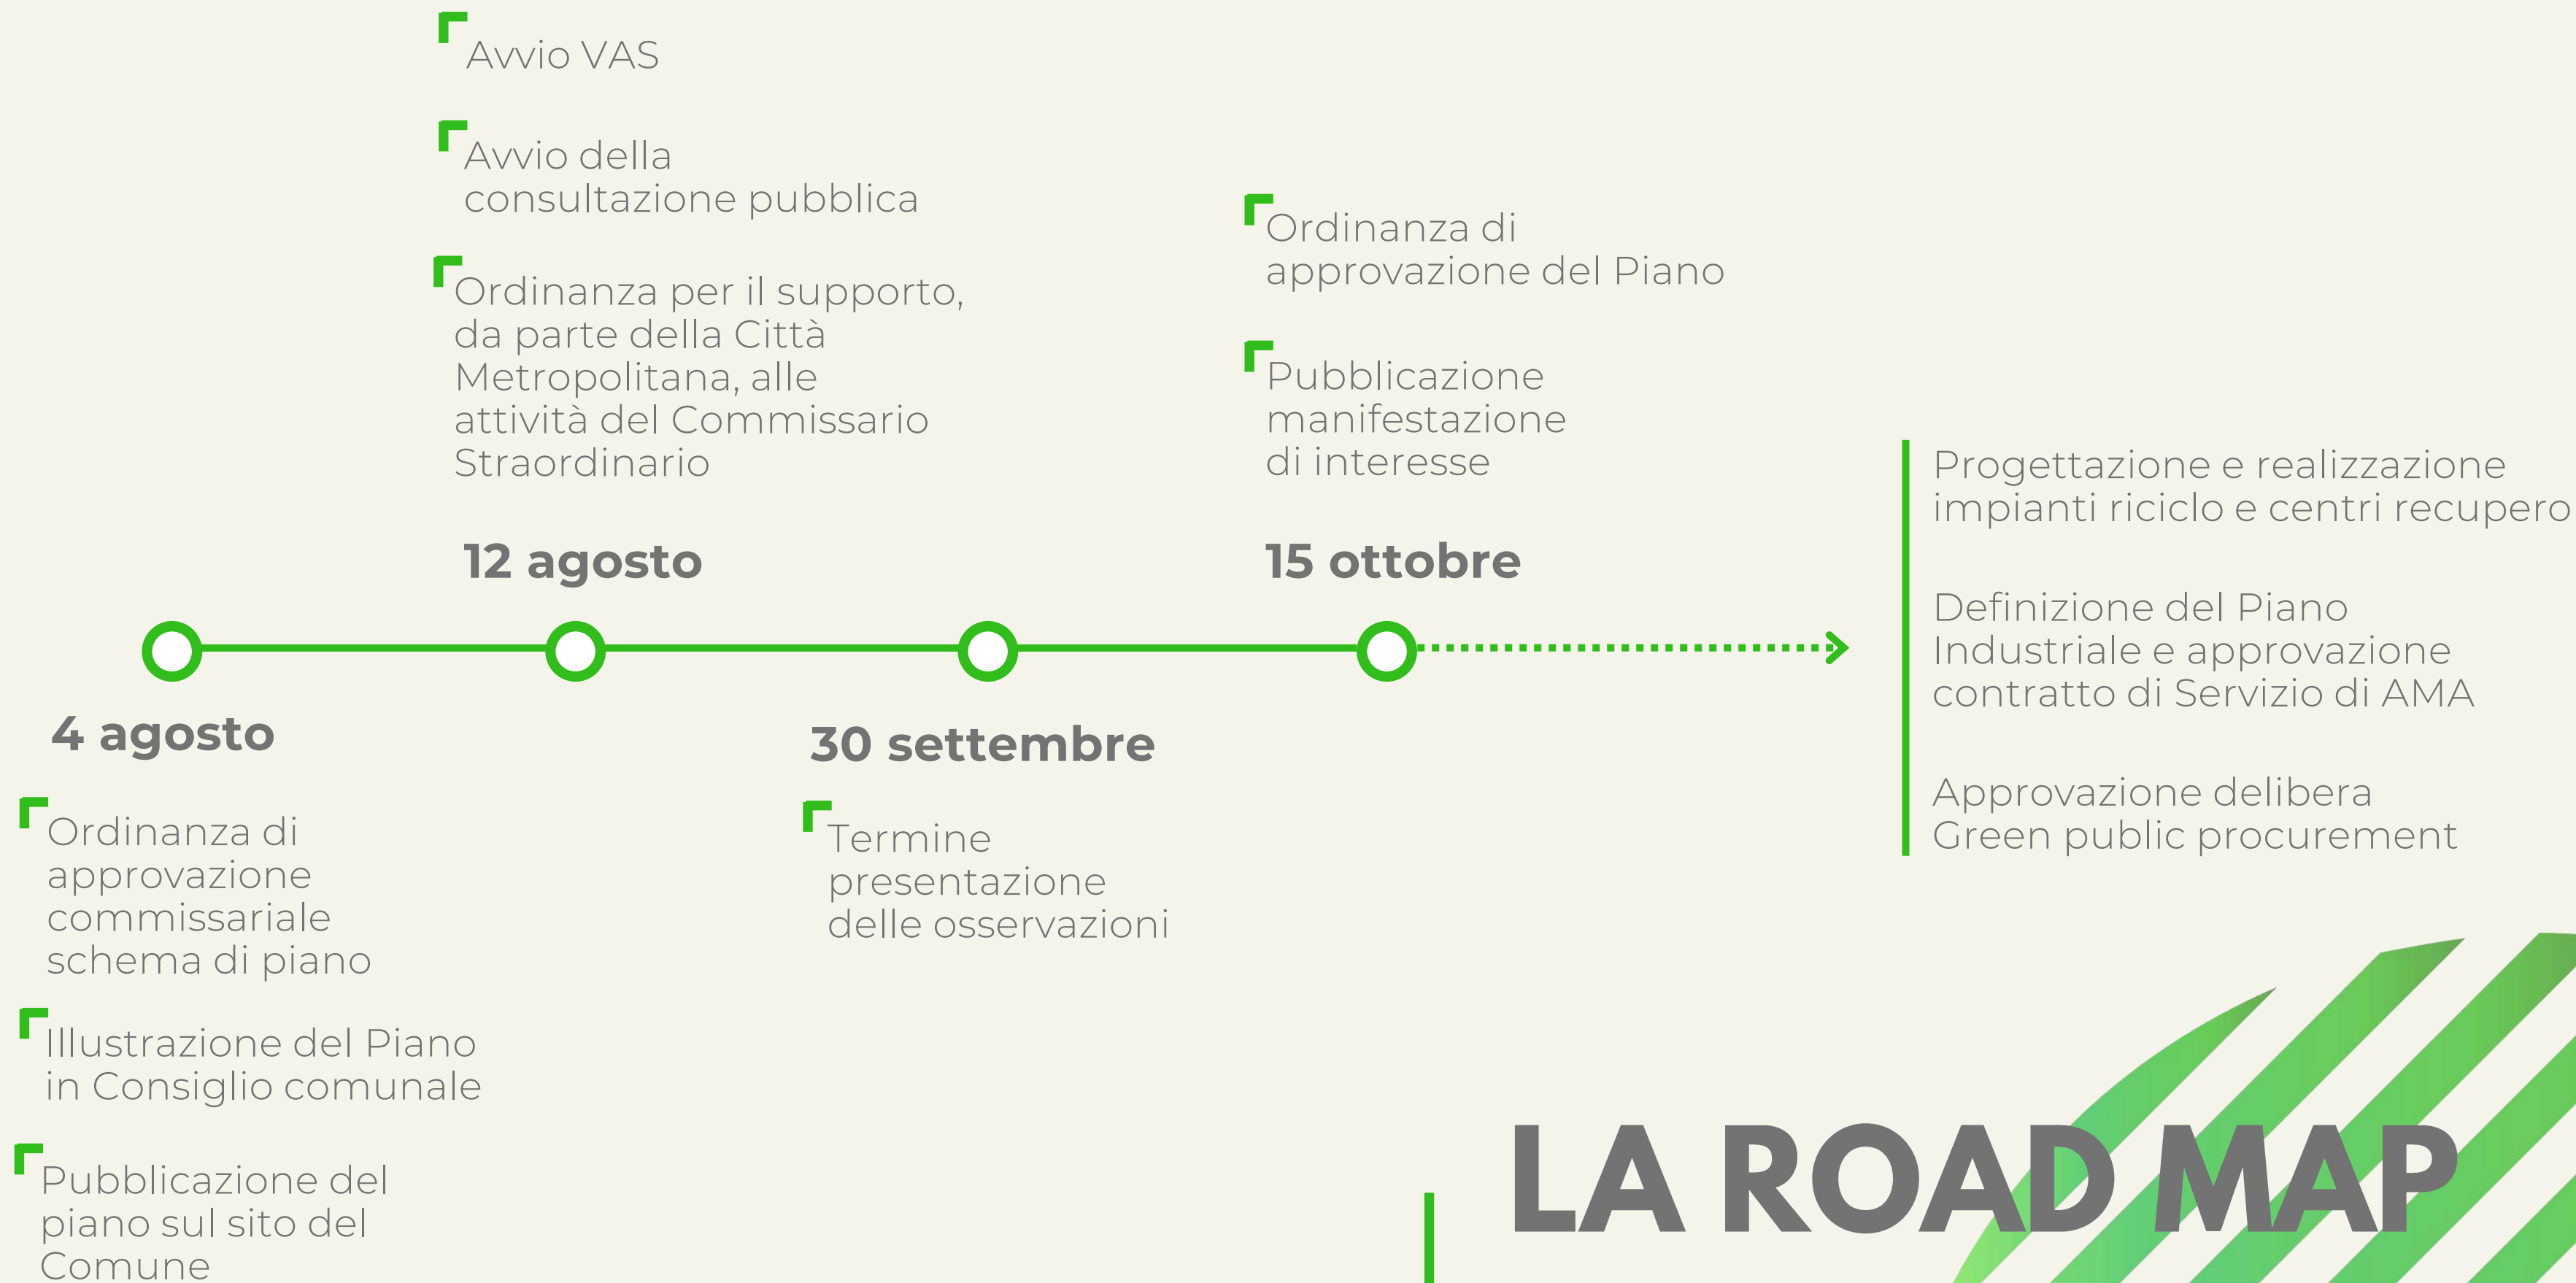 Avvio VAS
Avvio della
consultazione pubblica
Ordinanza per il supporto,
da parte della Città
Metropolitana, alle
attività del Commissario
Straordinario
12 agosto
Ordinanza di
approvazione del Piano
Pubblicazione
manifestazione
di interesse
15 ottobre
4 agosto
Ordinanza di
approvazione
commissariale
schema di piano
Illustrazione del Piano
in Consiglio comunale
Pubblicazione del
piano sul sito del
Comune
30 settembre
Termine
presentazione
delle osservazioni
Progettazione e realizzazione
impianti riciclo e centri recupero
Definizione del Piano
Industriale e approvazione
contratto di Servizio di AMA
Approvazione delibera
Green public procurement
LA ROAD MAP